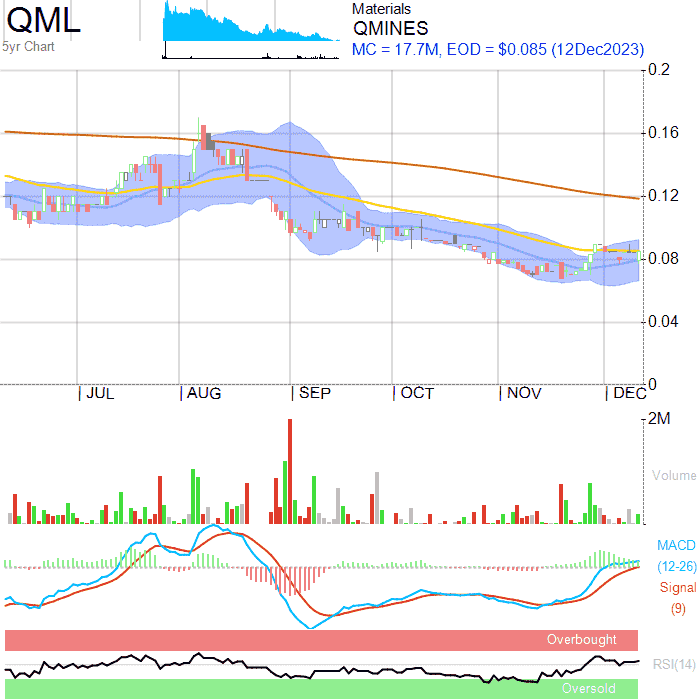 QML
5yr Chart
Materials
QMINES
MC = 17.7M, EOD = $0.085 (12Dec2023)
0.2
0.16
0.12
0.08
0.04
0
JUL AUG SEP OCT NOV DEC
2M
Volume
MACD
(12-26)
Signal
(9)
Overbought
RSI(14)
Oversold